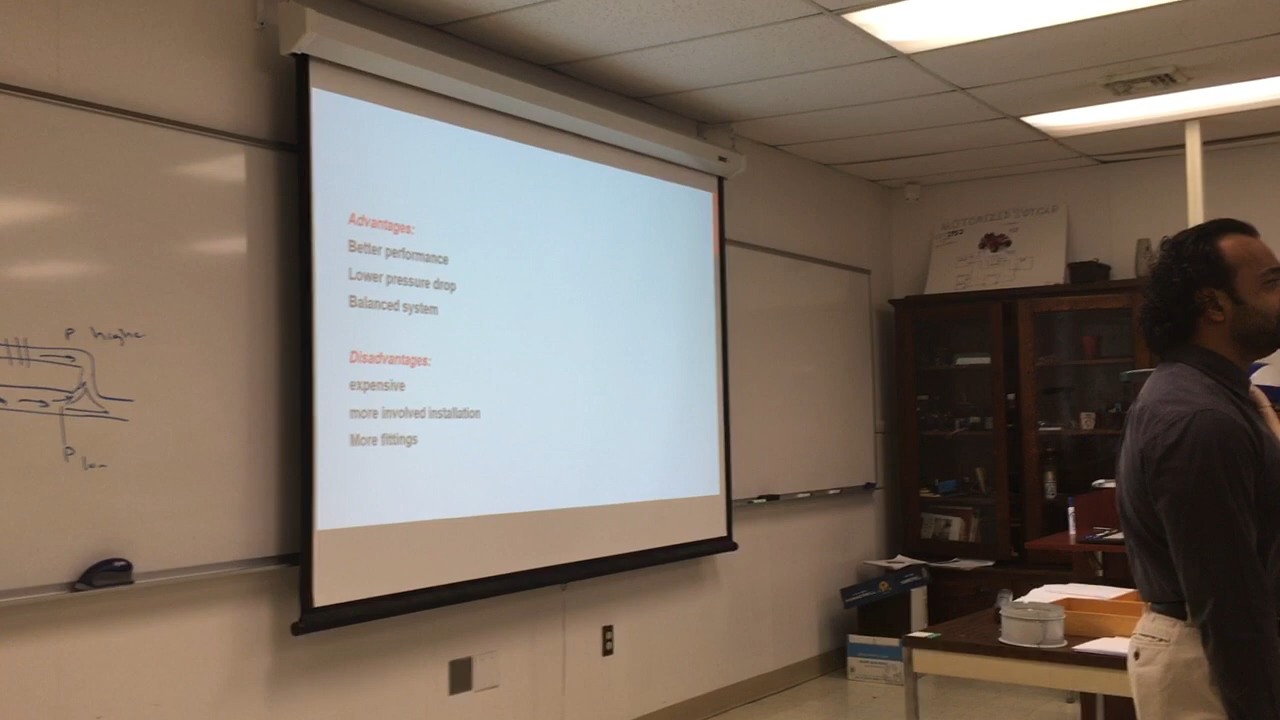 Advantages:
Better performance
Lower pressure drop
Balanced system
Disadvantages:
expensive
more involved installation
More fittings
P higher
P low